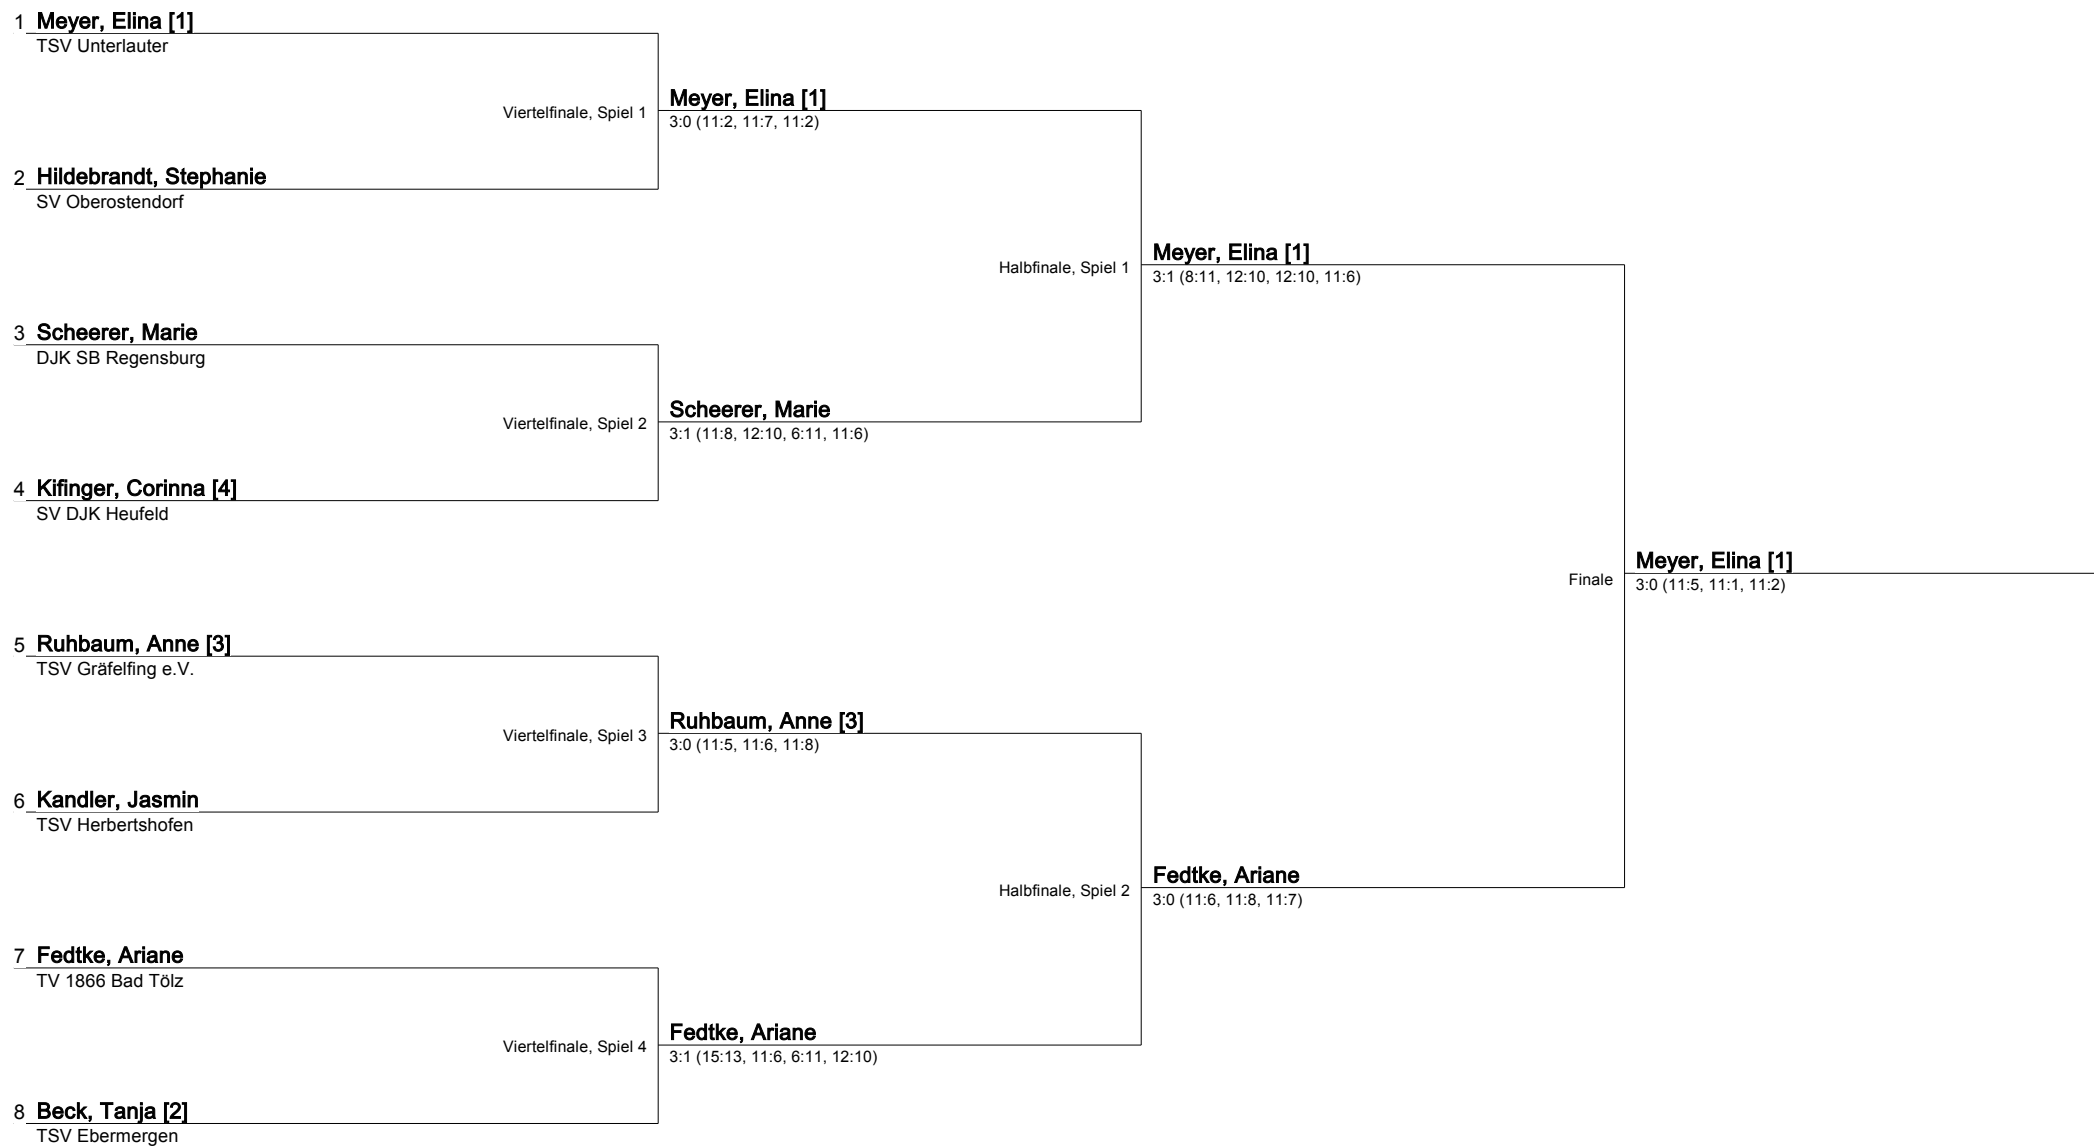 1 Meyer, Elina [1]
TSV Unterlauter
Viertelfinale, Spiel 1
Meyer, Elina [1]
3:0 (11:2, 11:7, 11:2)
2 Hildebrandt, Stephanie
SV Oberostendorf
Halbfinale, Spiel 1
Meyer, Elina [1]
3:1 (8:11, 12:10, 12:10, 11:6)
3 Scheerer, Marie
DJK SB Regensburg
Viertelfinale, Spiel 2
Scheerer, Marie
3:1 (11:8, 12:10, 6:11, 11:6)
4 Kifinger, Corinna [4]
SV DJK Heufeld
Finale
Meyer, Elina [1]
3:0 (11:5, 11:1, 11:2)
5 Ruhbaum, Anne [3]
TSV Gräfelfing e.V.
Viertelfinale, Spiel 3
Ruhbaum, Anne [3]
3:0 (11:5, 11:6, 11:8)
6 Kandler, Jasmin
TSV Herbertshofen
Halbfinale, Spiel 2
Fedtke, Ariane
3:0 (11:6, 11:8, 11:7)
7 Fedtke, Ariane
TV 1866 Bad Tölz
Viertelfinale, Spiel 4
Fedtke, Ariane
3:1 (15:13, 11:6, 6:11, 12:10)
8 Beck, Tanja [2]
TSV Ebermergen